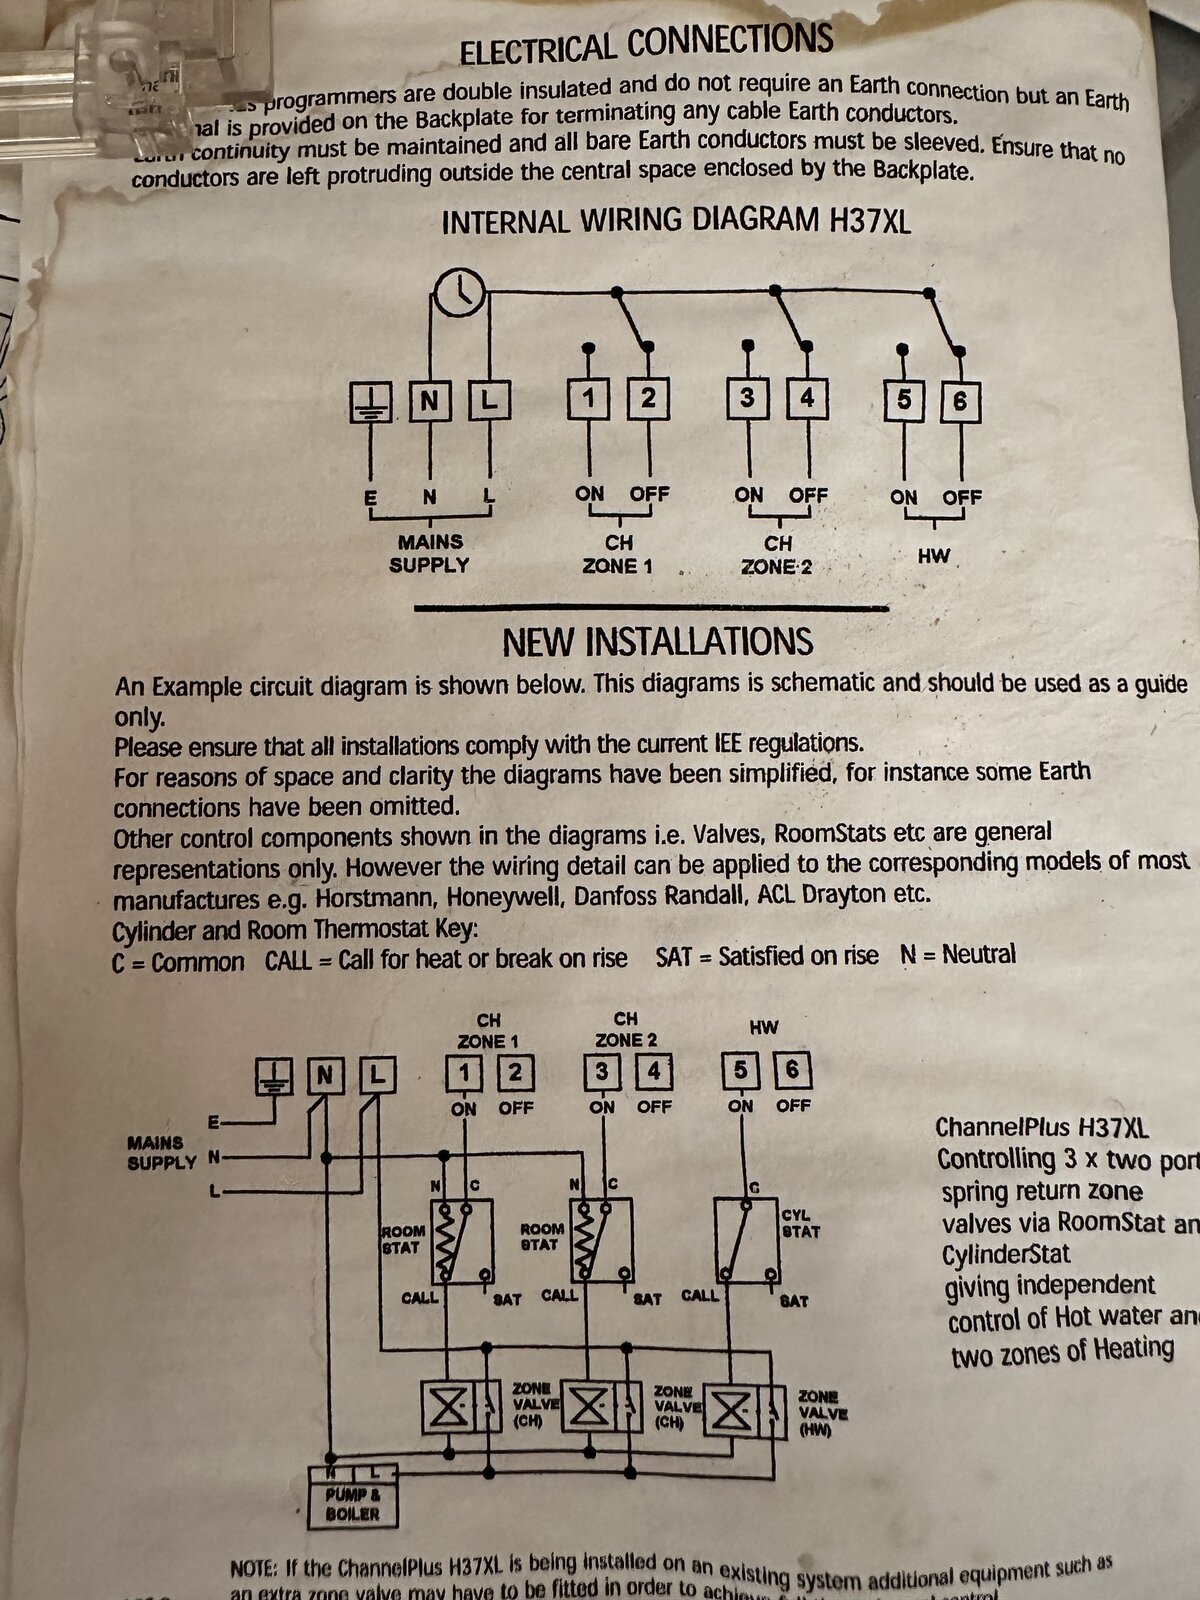 ELECTRICAL CONNECTIONS
programmers are double insulated and do not require an Earth connection but an Earth
is provided on the Backplate for terminating any cable Earth conductors.
continuity must be maintained and all bare Earth conductors must be sleeved. Ensure that no
conductors are left protruding outside the central space enclosed by the Backplate.
INTERNAL WIRING DIAGRAM H37XL
N L 1 2 3 4 5 6
E N L ON OFF ON OFF ON OFF
MAINS SUPPLY
CH ZONE 1
CH ZONE 2
HW
NEW INSTALLATIONS
An Example circuit diagram is shown below. This diagrams is schematic and should be used as a guide
only.
Please ensure that all installations comply with the current IEE regulations.
For reasons of space and clarity the diagrams have been simplified, for instance some Earth
connections have been omitted.
Other control components shown in the diagrams i.e. Valves, RoomStats etc are general
representations only. However the wiring detail can be applied to the corresponding models of most
manufactures e.g. Horstmann, Honeywell, Danfoss Randall, ACL Drayton etc.
Cylinder and Room Thermostat Key:
C = Common CALL = Call for heat or break on rise SAT = Satisfied on rise N = Neutral
CH ZONE 1
CH ZONE 2
HW
N L 1 2 3 4 5 6
ON OFF ON OFF ON OFF
MAINS SUPPLY
E
N
L
N C N C C
ROOM STAT
ROOM STAT
CYL STAT
CALL SAT CALL SAT CALL SAT
ZONE VALVE (CH)
ZONE VALVE (CH)
ZONE VALVE (HW)
N L
PUMP & BOILER
ChannelPlus H37XL
Controlling 3 x two port
spring return zone
valves via RoomStat
CylinderStat
giving independent
control of Hot water
two zones of Heating
NOTE: If the ChannelPlus H37XL is being installed on an existing system additional equipment such as
an extra zone valve may have to be fitted in order to